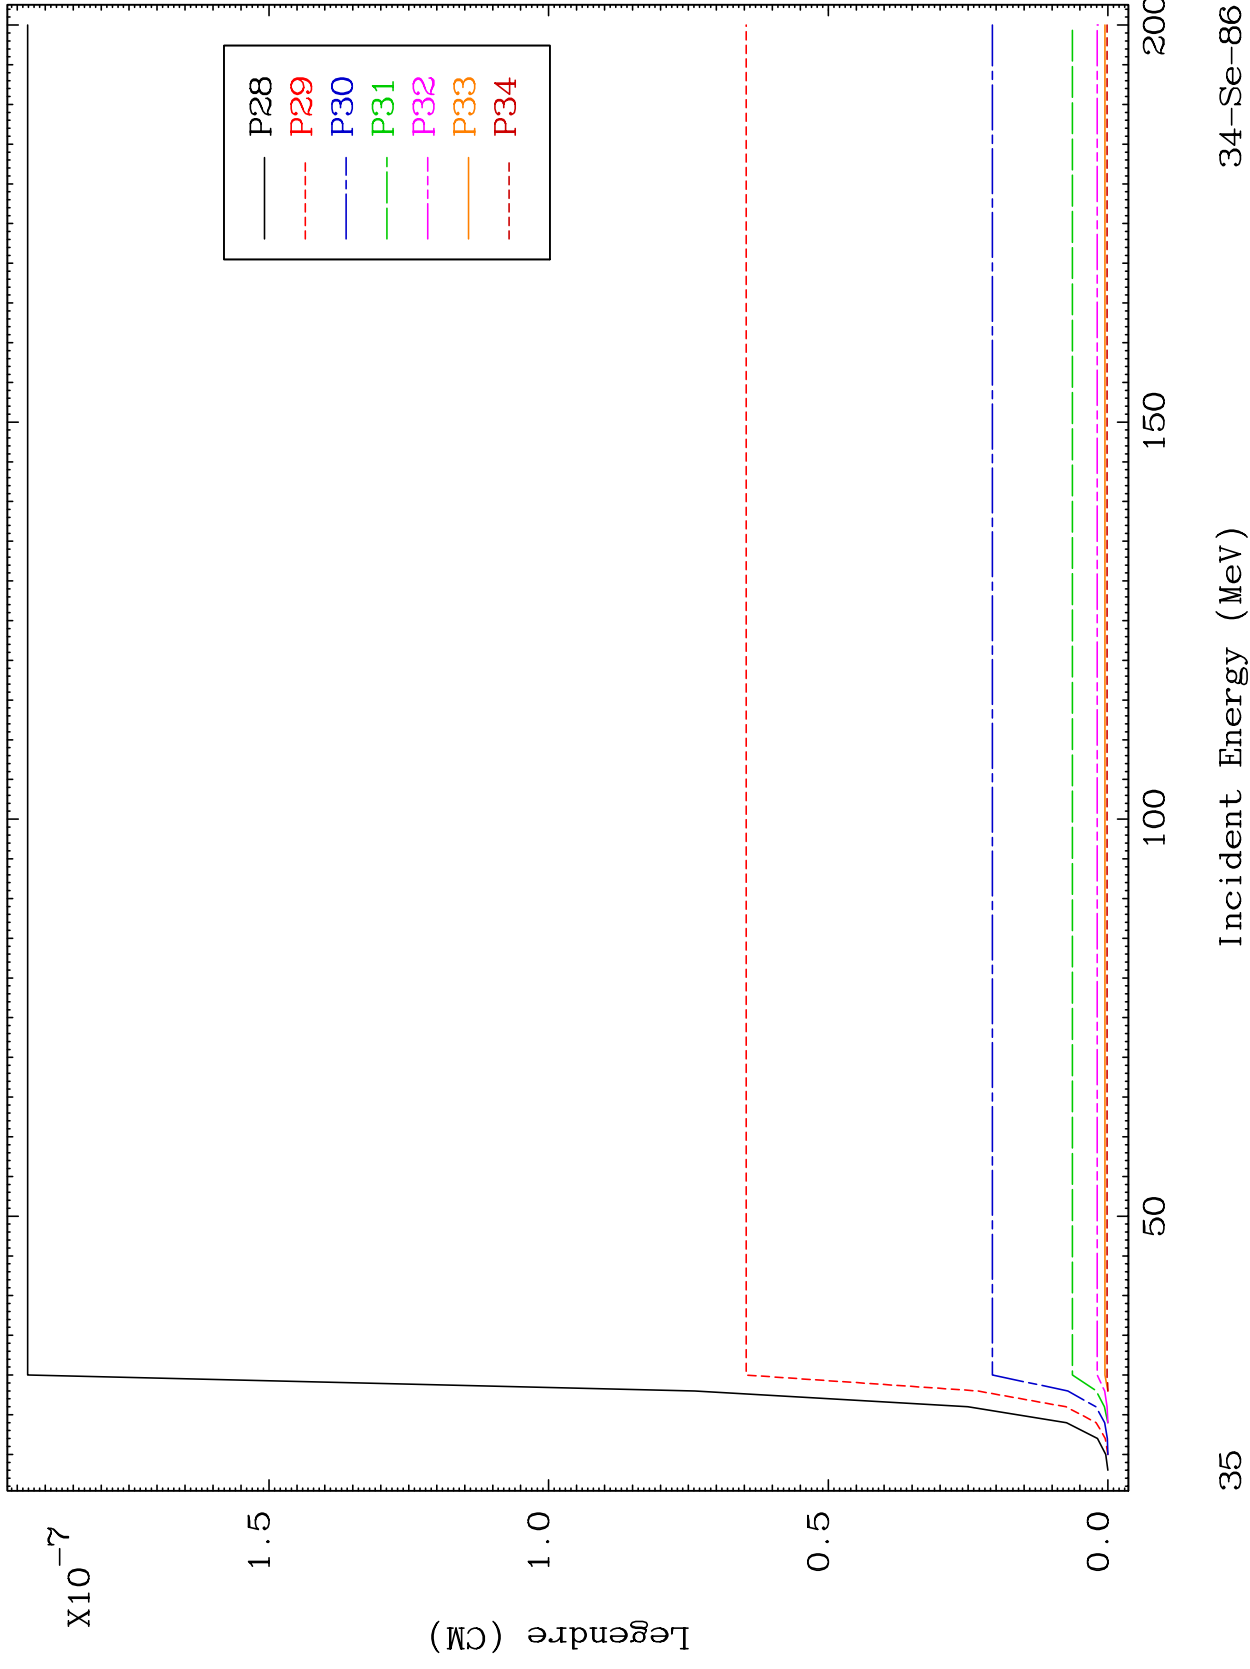 X10-7
Legendre (CM)
1.5
1.0
0.5
0.0
P28
P29
P30
P31
P32
P33
P34
50
100
150
200
35
Incident Energy (MeV)
34-Se-86